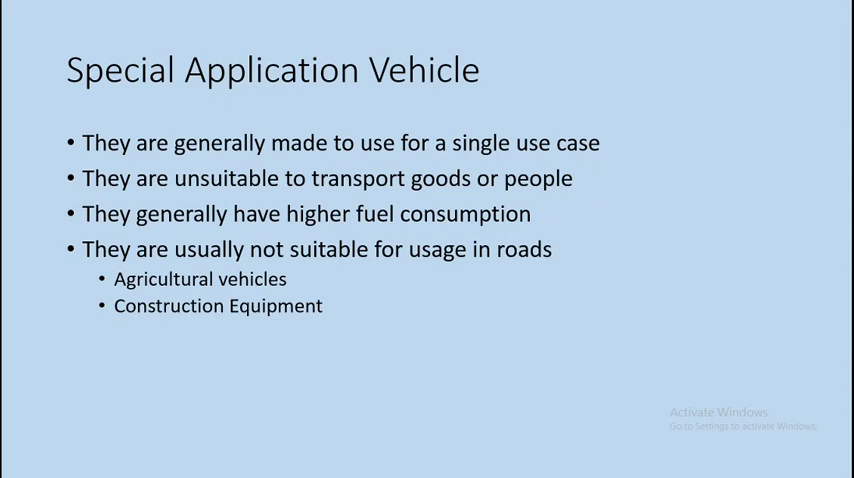 Special Application Vehicle
• They are generally made to use for a single use case
• They are unsuitable to transport goods or people
• They generally have higher fuel consumption
• They are usually not suitable for usage in roads
• Agricultural vehicles
• Construction Equipment
Activate Windows
Go to Settings to activate Windows.